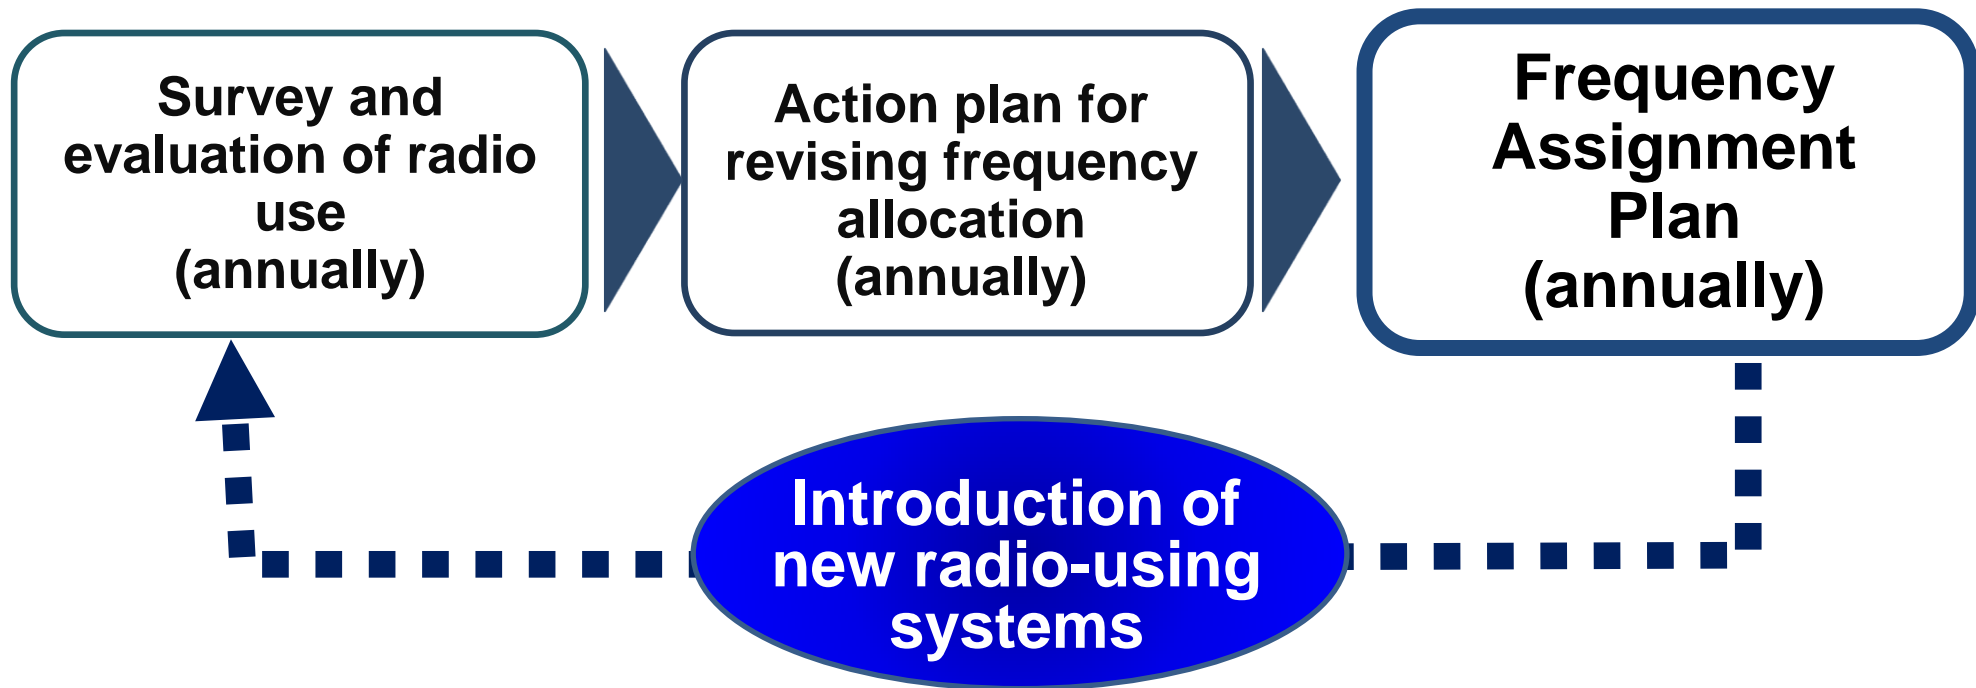 Survey and
evaluation of radio
use
(annually)
Action plan for
revising frequency
allocation
(annually)
Frequency
Assignment
Plan
(annually)
Introduction of
new radio-using
systems